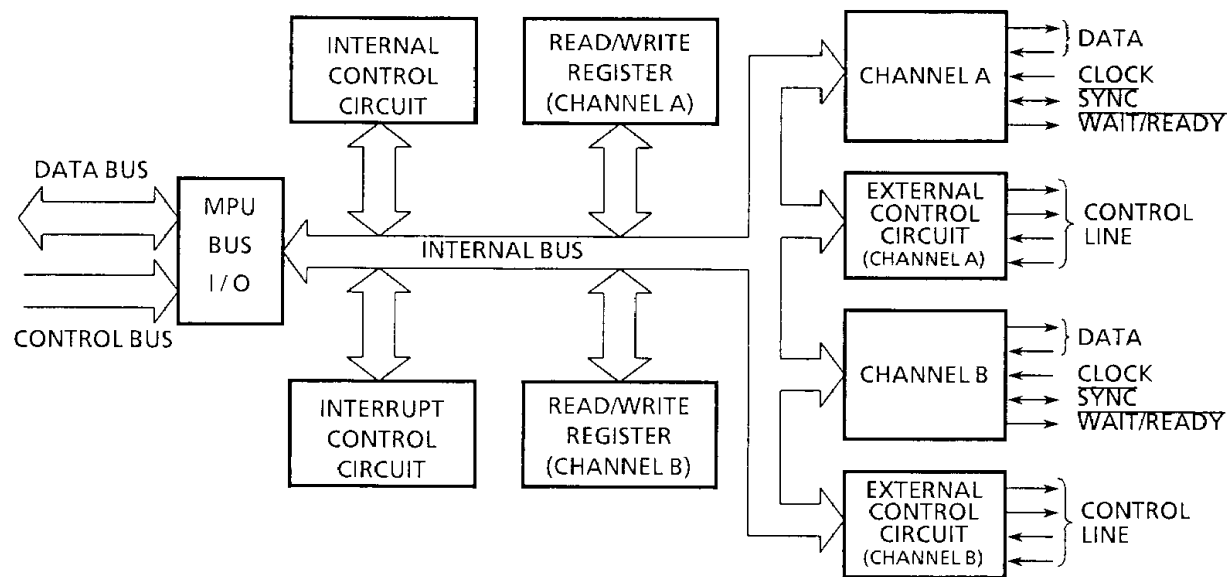 INTERNAL
CONTROL
CIRCUIT
READ/WRITE
REGISTER
(CHANNEL A)
CHANNEL A
DATA
CLOCK
SYNC
WAIT/READY
DATA BUS
MPU
BUS
I/O
CONTROL BUS
INTERNAL BUS
EXTERNAL
CONTROL
CIRCUIT
(CHANNEL A)
CONTROL
LINE
INTERRUPT
CONTROL
CIRCUIT
READ/WRITE
REGISTER
(CHANNEL B)
CHANNEL B
DATA
CLOCK
SYNC
WAIT/READY
EXTERNAL
CONTROL
CIRCUIT
(CHANNEL B)
CONTROL
LINE